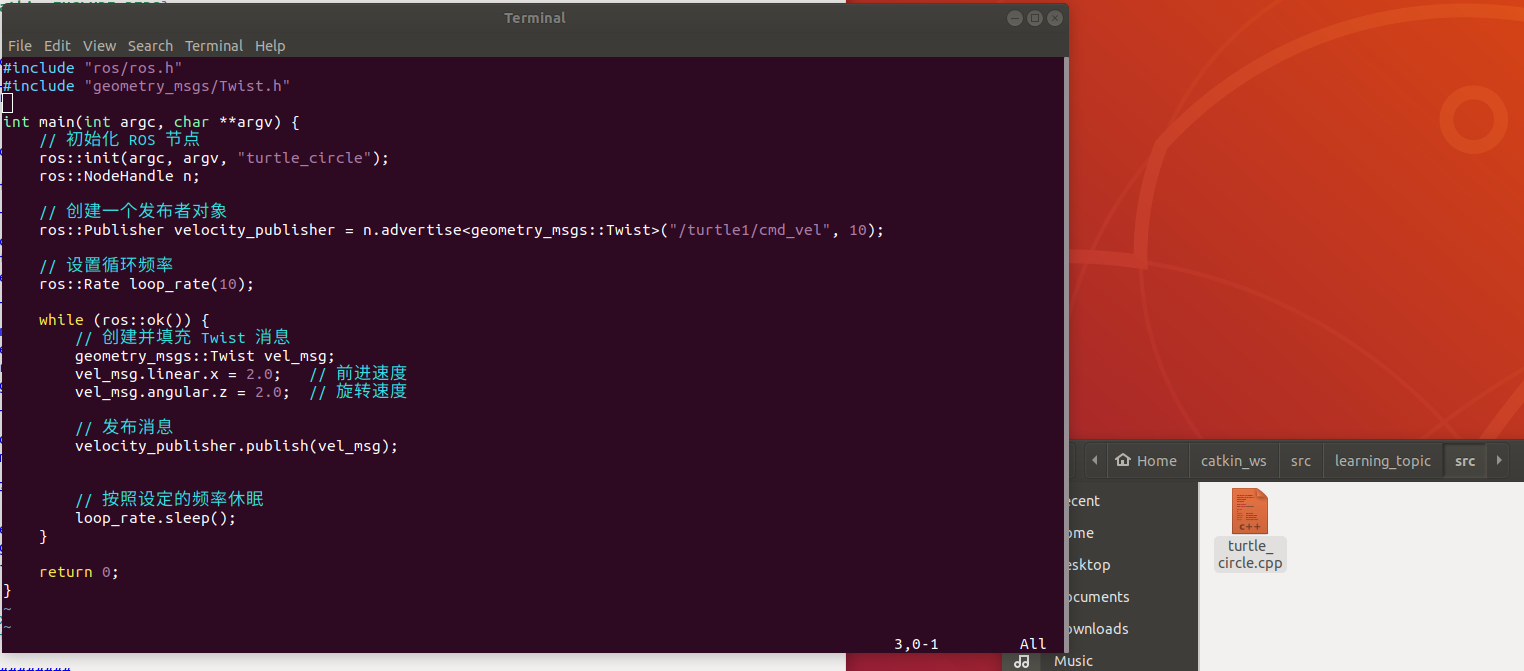 Terminal
File Edit View Search Terminal Help
#include "ros/ros.h"
#include "geometry_msgs/Twist.h"
int main(int argc, char **argv) {
    // 初始化 ROS 节点
    ros::init(argc, argv, "turtle_circle");
    ros::NodeHandle n;
    // 创建一个发布者对象
    ros::Publisher velocity_publisher = n.advertise<geometry_msgs::Twist>("/turtle1/cmd_vel", 10);
    // 设置循环频率
    ros::Rate loop_rate(10);
    while (ros::ok()) {
        // 创建并填充 Twist 消息
        geometry_msgs::Twist vel_msg;
        vel_msg.linear.x = 2.0;   // 前进速度
        vel_msg.angular.z = 2.0;  // 旋转速度
        // 发布消息
        velocity_publisher.publish(vel_msg);
        // 按照设定的频率休眠
        loop_rate.sleep();
    }
    return 0;
}
~
~
3,0-1 All
Home catkin_ws src learning_topic src
ecent
ome
esktop
ocuments
ownloads
Music
c++
turtle_
circle.cpp
########